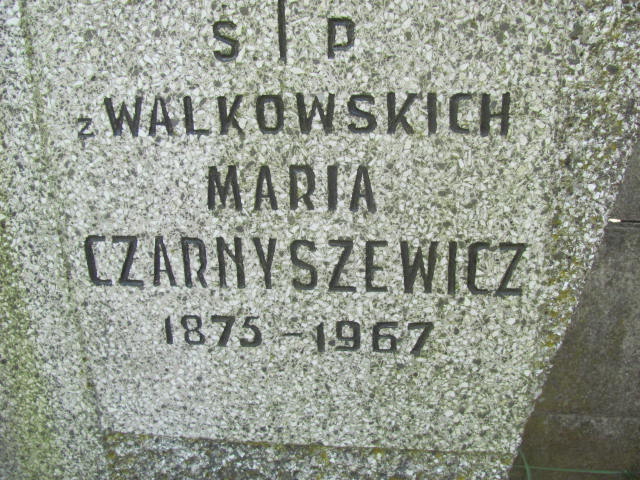 S P
z WALKOWSKICH
MARIA
CZARNYSZEWICZ
1875-1967